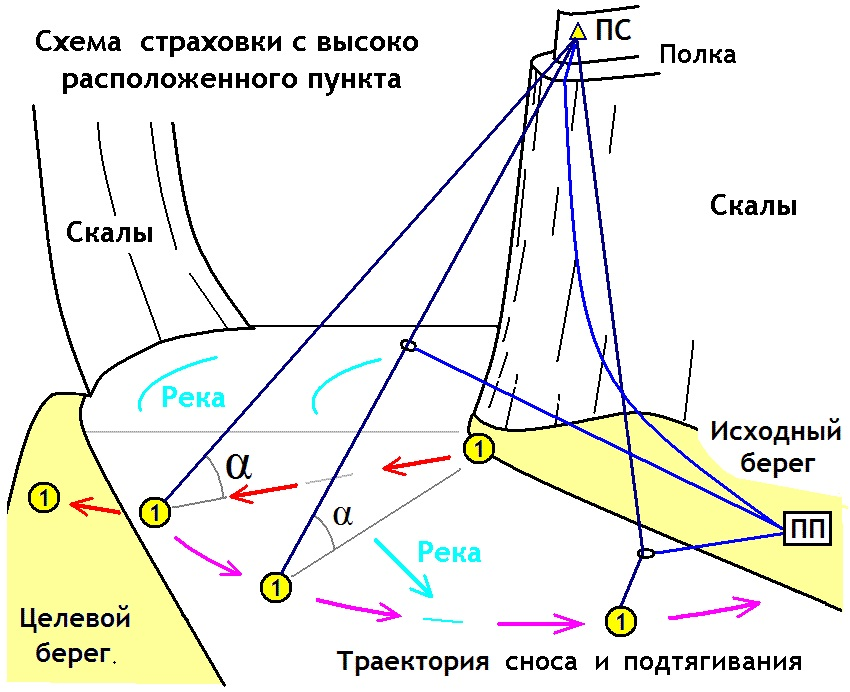 Схема страховки с высоко
расположенного пункта
ПС
Полка
Скалы
Скалы
Река
Исходный
берег
α
1
1
1
α
ПП
Река
1
1
Целевой
берег.
Траектория сноса и подтягивания